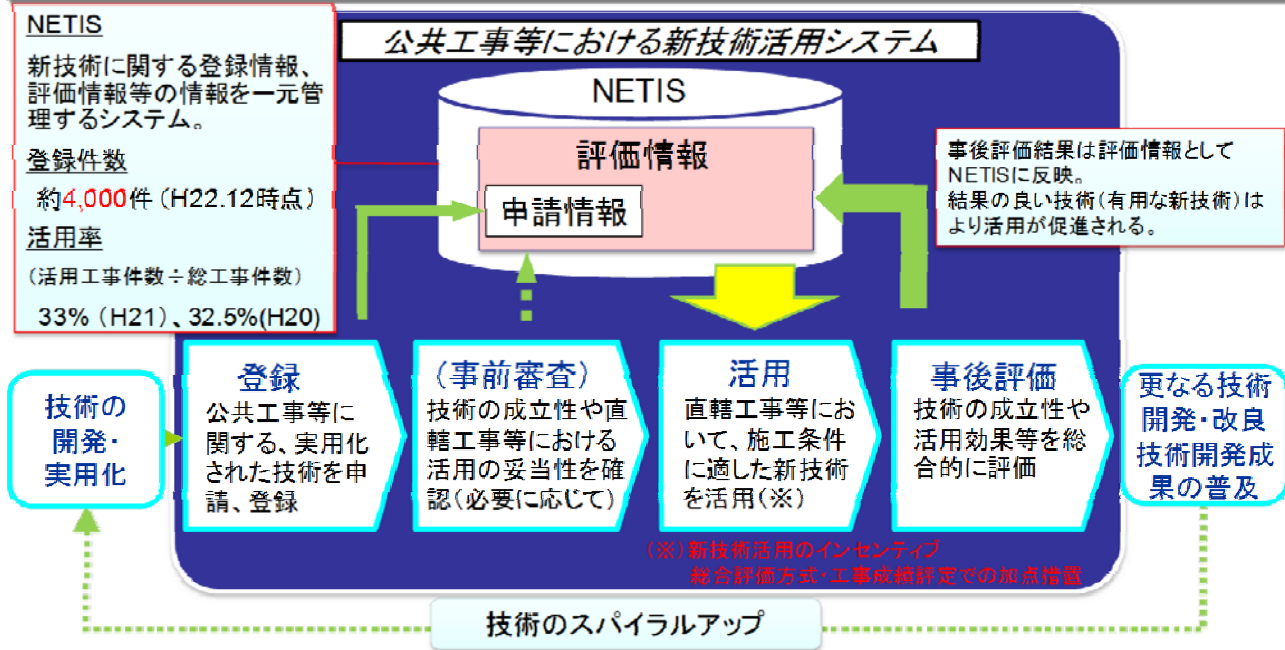 公共工事等における新技術活用システム
NETIS
新技術に関する登録情報、
評価情報等の情報を一元管
理するシステム。
登録件数
約4,000件（H22.12時点）
活用率
（活用工事件数÷総工事件数）
33%（H21）、32.5%(H20)
NETIS
評価情報
申請情報
事後評価結果は評価情報として
NETISに反映。
結果の良い技術（有用な新技術）は
より活用が促進される。
技術の
開発・
実用化
登録
公共工事等に
関する、実用化
された技術を申
請、登録
（事前審査）
技術の成立性や直
轄工事等における
活用の妥当性を確
認（必要に応じて）
活用
直轄工事等にお
いて、施工条件
に適した新技術
を活用（※）
事後評価
技術の成立性や
活用効果等を総
合的に評価
更なる技術
開発・改良
技術開発成
果の普及
（※）新技術活用のインセンティブ
総合評価方式・工事成績評定での加点措置
技術のスパイラルアップ